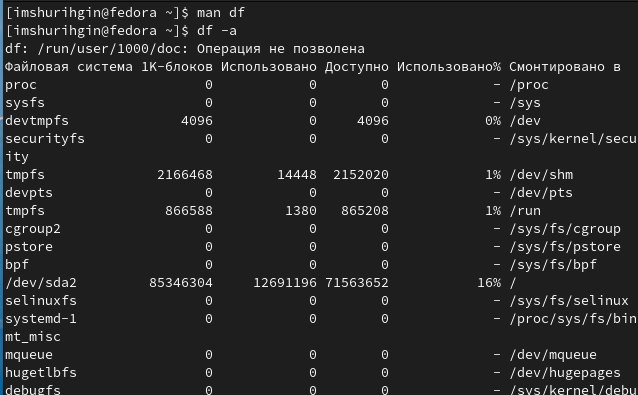 [imshurihgin@fedora ~]$ man df
[imshurihgin@fedora ~]$ df -a
df: /run/user/1000/doc: Операция не позволена
Файловая система 1K-блоков Использовано Доступно Использовано% Смонтировано в
proc 0 0 0 - /proc
sysfs 0 0 0 - /sys
devtmpfs 4096 0 4096 0% /dev
securityfs 0 0 0 - /sys/kernel/secu
ity
tmpfs 2166468 14448 2152020 1% /dev/shm
devpts 0 0 0 - /dev/pts
tmpfs 866588 1380 865208 1% /run
cgroup2 0 0 0 - /sys/fs/cgroup
pstore 0 0 0 - /sys/fs/pstore
bpf 0 0 0 - /sys/fs/bpf
/dev/sda2 85346304 12691196 71563652 16% /
selinuxfs 0 0 0 - /sys/fs/selinux
systemd-1 0 0 0 - /proc/sys/fs/bin
mt_misc
mqueue 0 0 0 - /dev/mqueue
hugetlbfs 0 0 0 - /dev/hugepages
debugfs 0 0 0 - /sys/kernel/debu